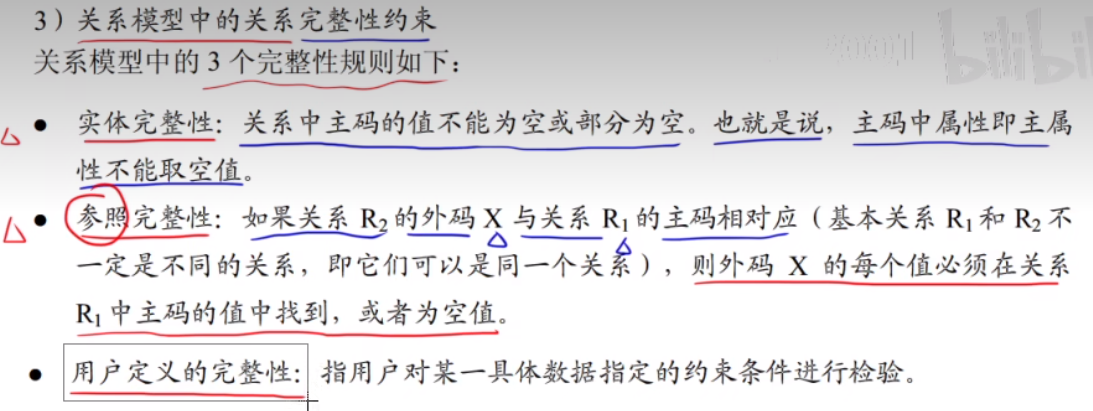 3）关系模型中的关系完整性约束
关系模型中的 3 个完整性规则如下：
● 实体完整性：关系中主码的值不能为空或部分为空。也就是说，主码中属性即主属
性不能取空值。
● 参照完整性：如果关系 R₂ 的外码 X 与关系 R₁ 的主码相对应（基本关系 R₁ 和 R₂ 不
一定是不同的关系，即它们可以是同一个关系），则外码 X 的每个值必须在关系
R₁ 中主码的值中找到，或者为空值。
● 用户定义的完整性：指用户对某一具体数据指定的约束条件进行检验。